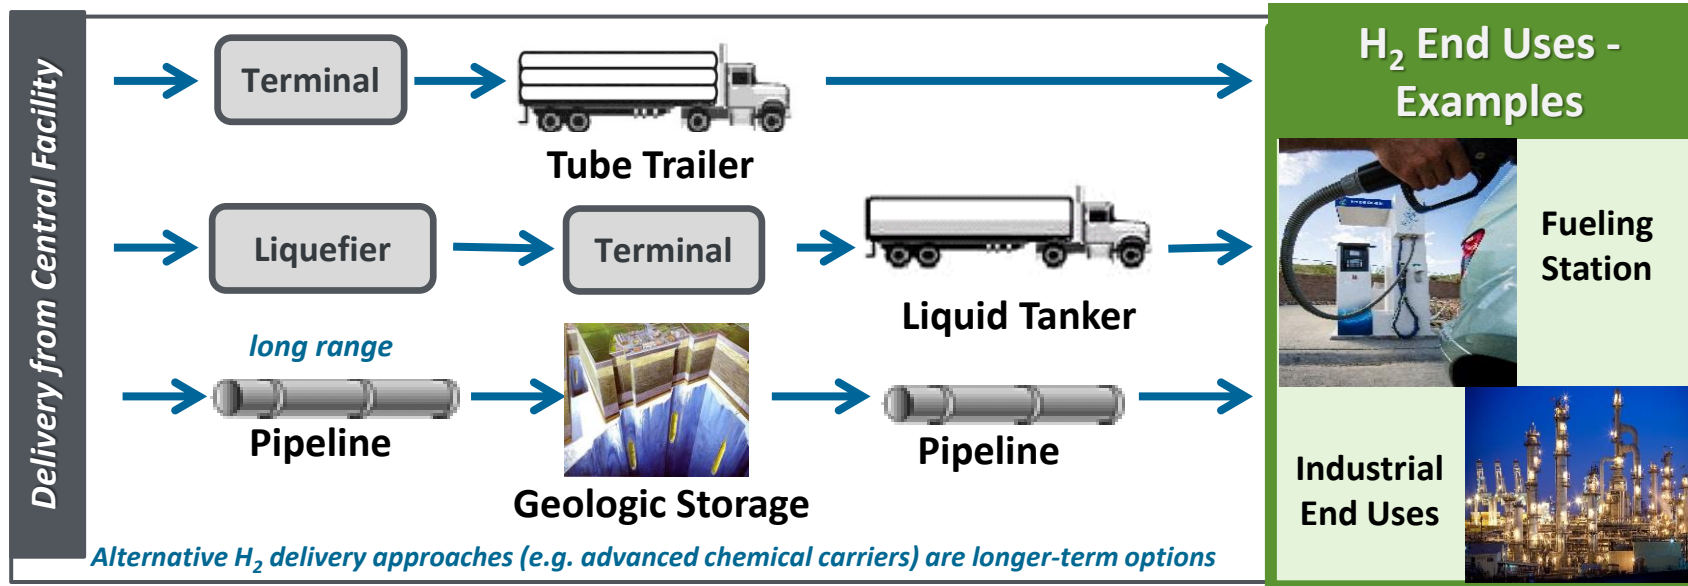 Delivery from Central Facility
Terminal
Tube Trailer
Liquefier
Terminal
Liquid Tanker
long range
Pipeline
Geologic Storage
Pipeline
Alternative H₂ delivery approaches (e.g. advanced chemical carriers) are longer-term options
H₂ End Uses -
Examples
Fueling
Station
Industrial
End Uses